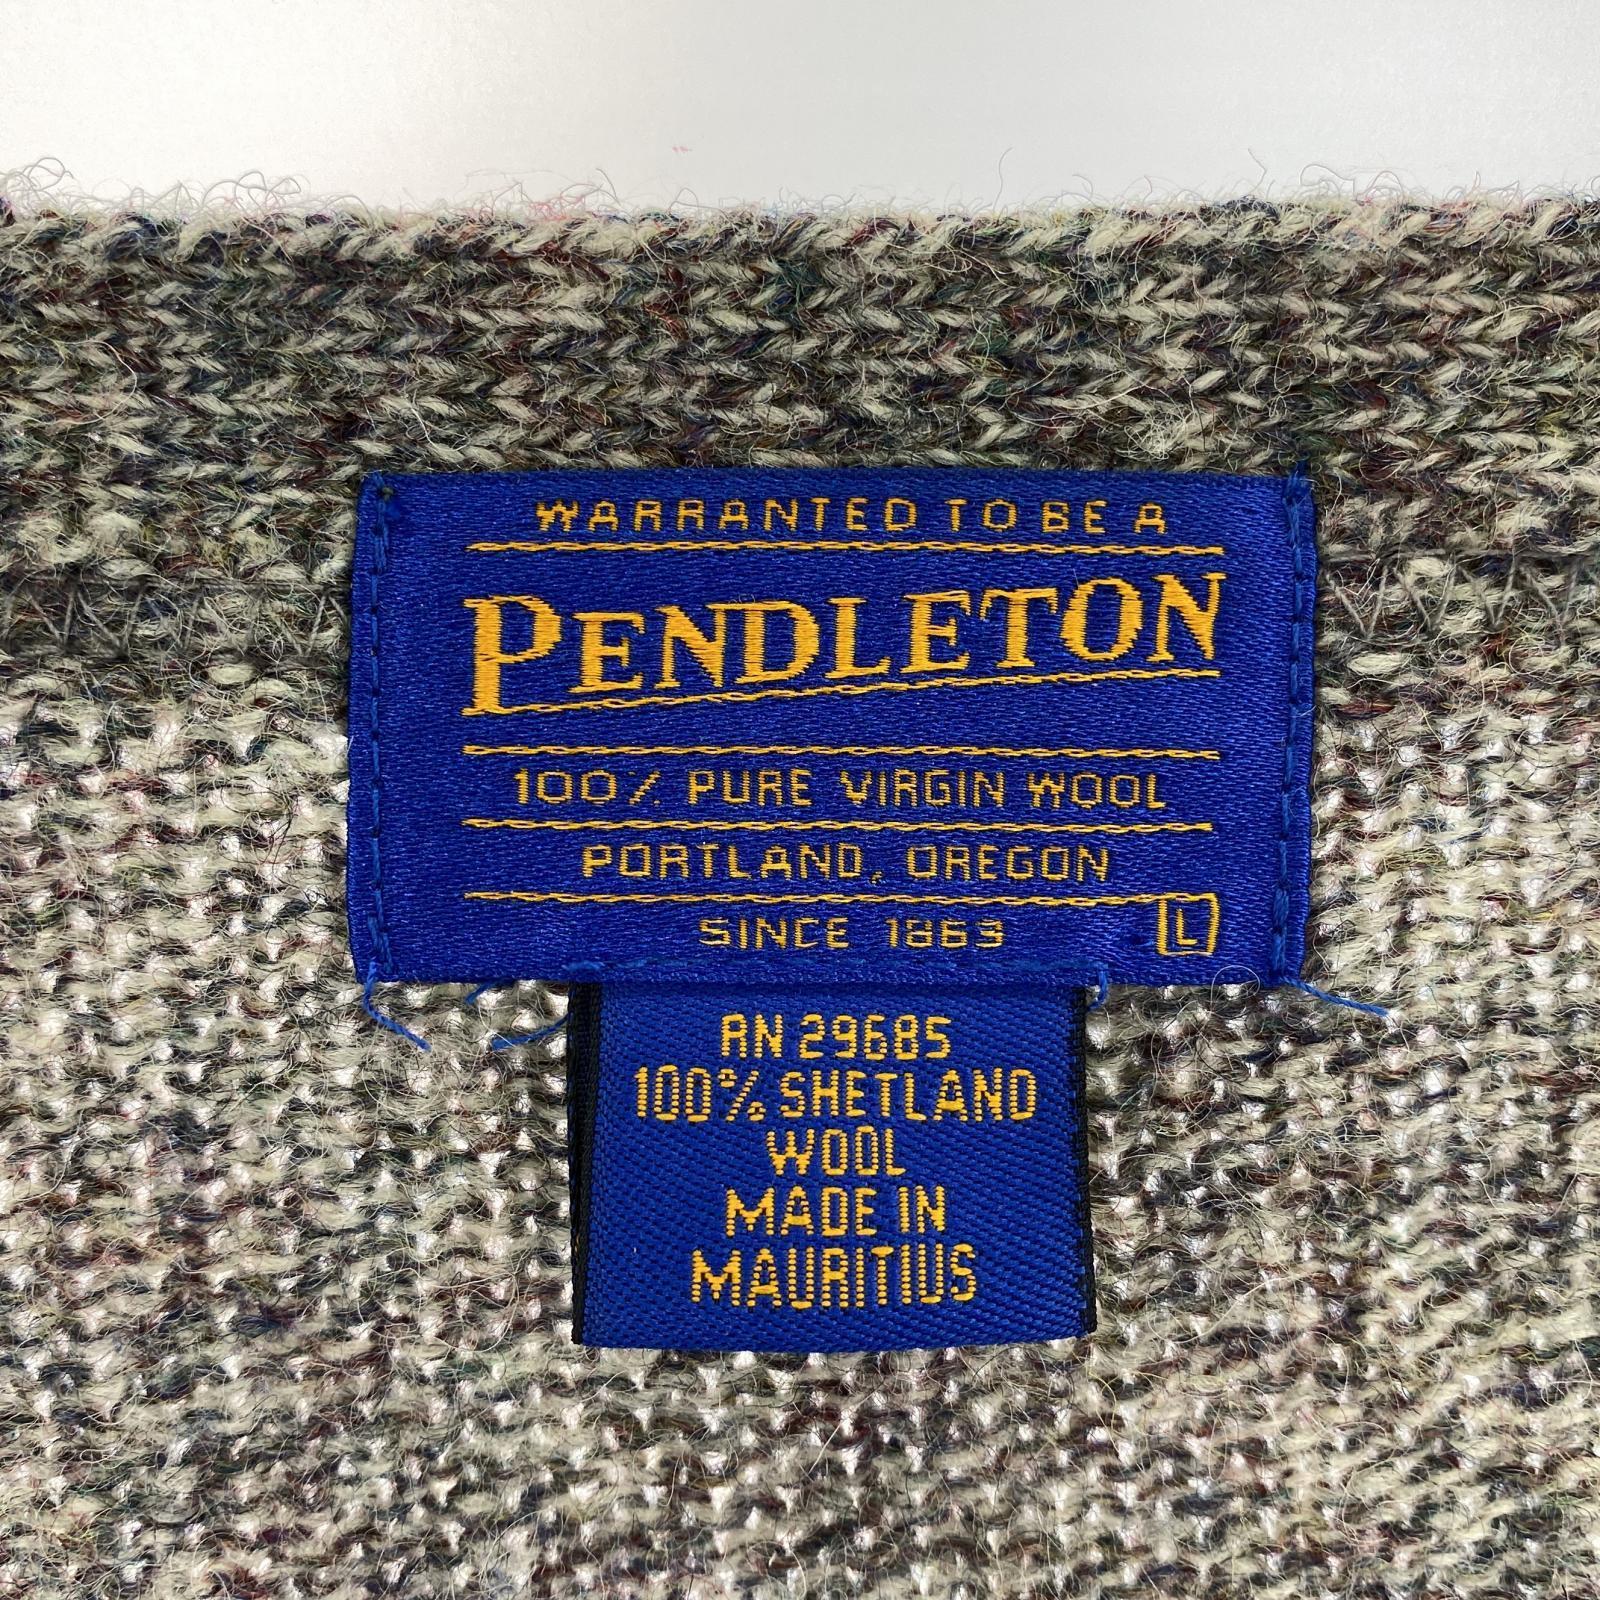 WARRANTED TO BE A
PENDLETON
100% PURE VIRGIN WOOL
PORTLAND, OREGON
SINCE 1863
L
RN 29685
100% SHETLAND
WOOL
MADE IN
MAURITIUS